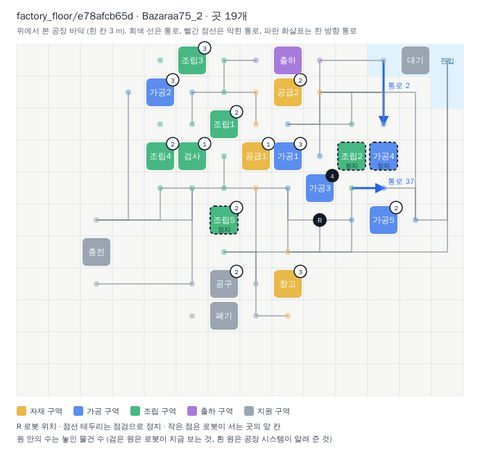 factory_floor/e78afcb65d · Bazaraa75_2 · 곳 19개
위에서 본 공장 바닥 (한 칸 3 m). 회색 선은 통로, 빨간 점선은 막힌 통로, 파란 화살표는 한 방향 통로
조립3 3 출하 대기 진입
가공2 3 공급2 2 통로 2
조립1 2
조립4 2 검사 1 공급1 1 가공1 3 조립2 정지 가공4 정지
가공3 4 통로 37
조립5 2 정지 R 가공5 2
충전
공구 2 창고 3
폐기
자재 구역 가공 구역 조립 구역 출하 구역 지원 구역
R 로봇 위치 · 점선 테두리는 점검으로 정지 · 작은 점은 로봇이 서는 곳의 앞 칸
원 안의 수는 놓인 물건 수 (검은 원은 로봇이 지금 보는 것, 흰 원은 공장 시스템이 알려 준 것)